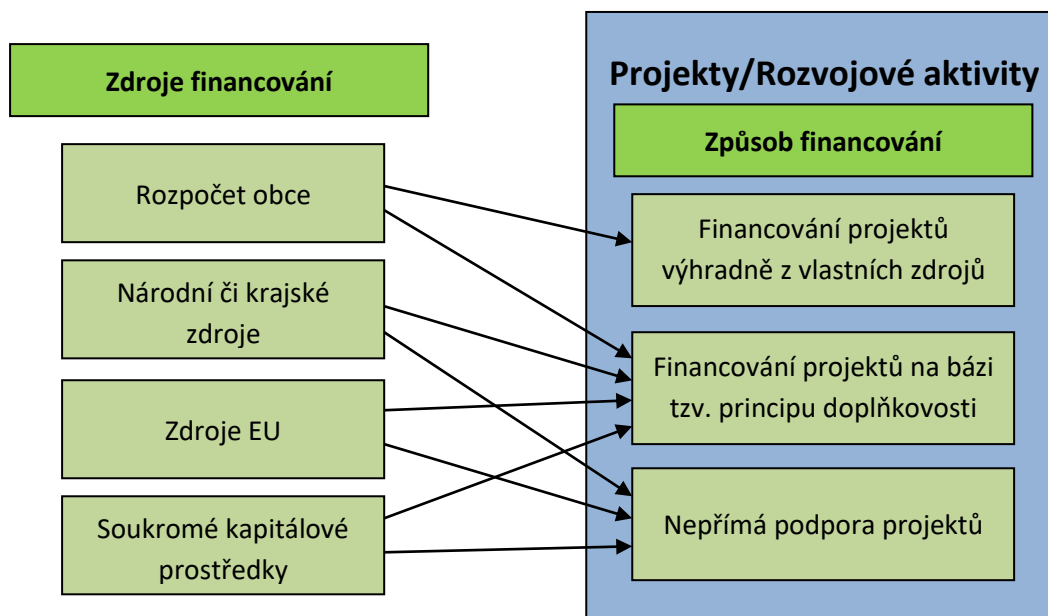 Zdroje financování
Rozpočet obce
Národní či krajské
zdroje
Zdroje EU
Soukromé kapitálové
prostředky
Projekty/Rozvojové aktivity
Způsob financování
Financování projektů
výhradně z vlastních zdrojů
Financování projektů na bázi
tzv. principu doplňkovosti
Nepřímá podpora projektů